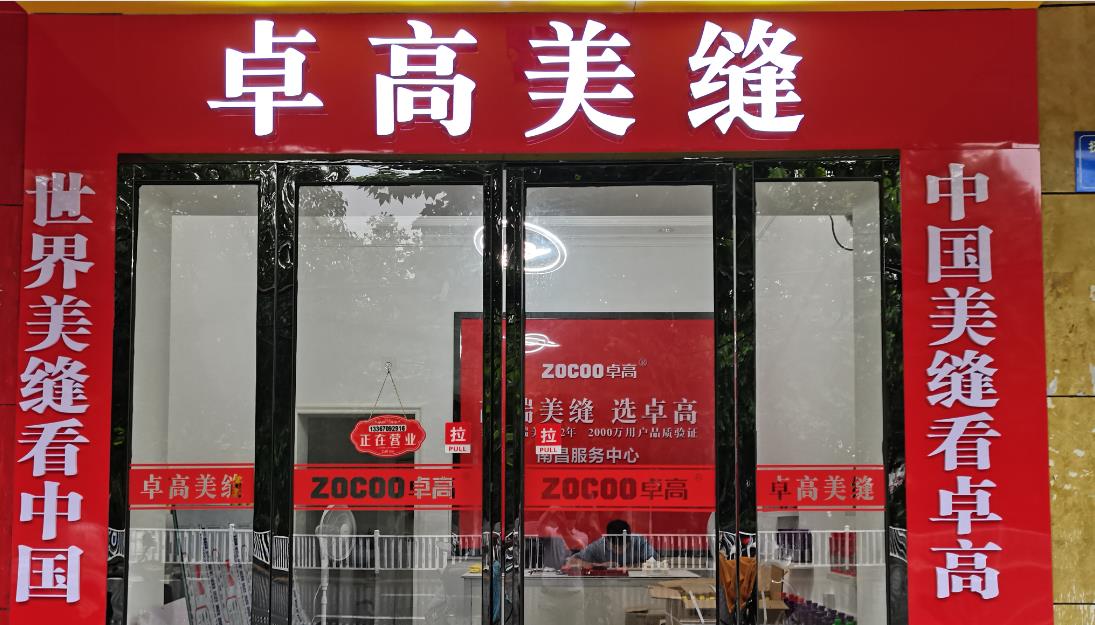 卓高美缝
世界美缝看中国
中国美缝看卓高
ZOCOO卓高®
端美缝 选卓高
2年 2000万用户品质验证
南昌服务中心
13367092916
正在营业
拉
PULL
拉
PULL
卓高美缝
ZOCOO卓高
ZOCOO卓高®
卓高美缝